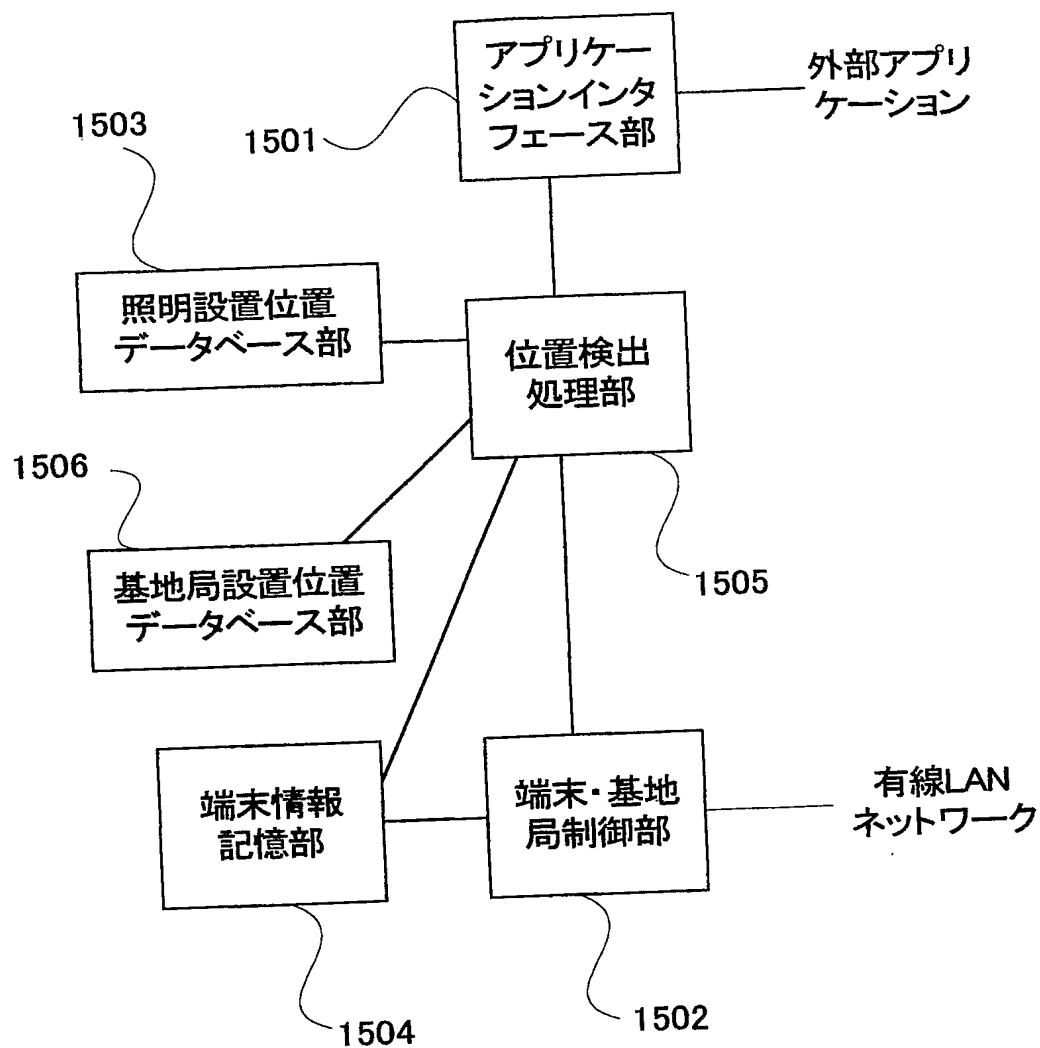 アプリケー
ションインタ
フェース部
外部アプリ
ケーション
1501
1503
照明設置位置
データベース部
位置検出
処理部
1506
基地局設置位置
データベース部
1505
端末情報
記憶部
端末・基地
局制御部
有線LAN
ネットワーク
1504
1502